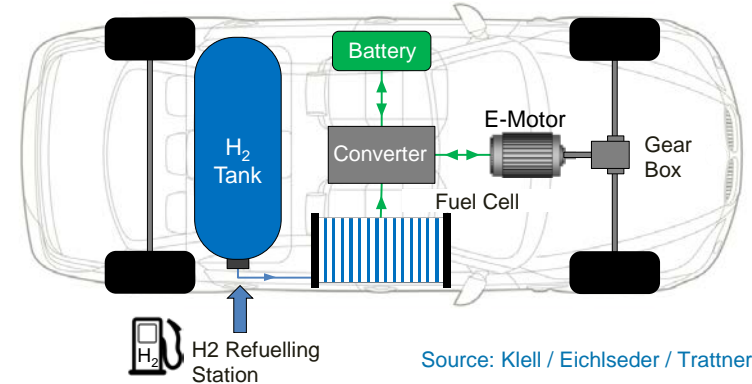 Battery
H₂
Tank
Converter
E-Motor
Gear
Box
Fuel Cell
H₂
H2 Refuelling
Station
Source: Klell / Eichlseder / Trattner